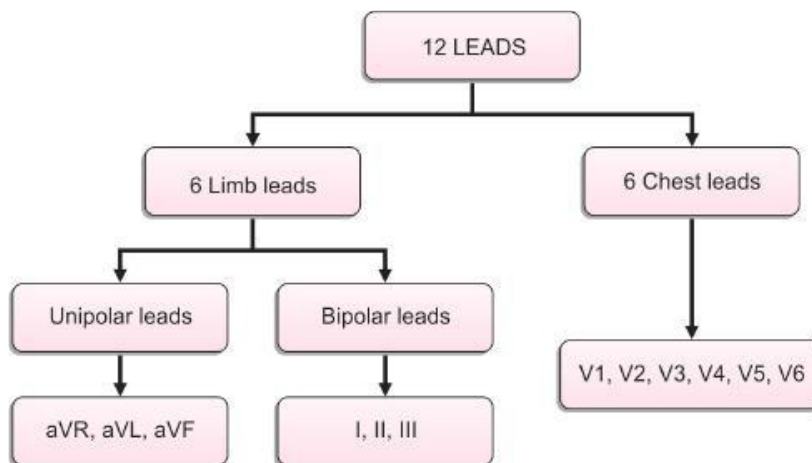 12 LEADS
6 Limb leads
6 Chest leads
Unipolar leads
Bipolar leads
V1, V2, V3, V4, V5, V6
aVR, aVL, aVF
I, II, III